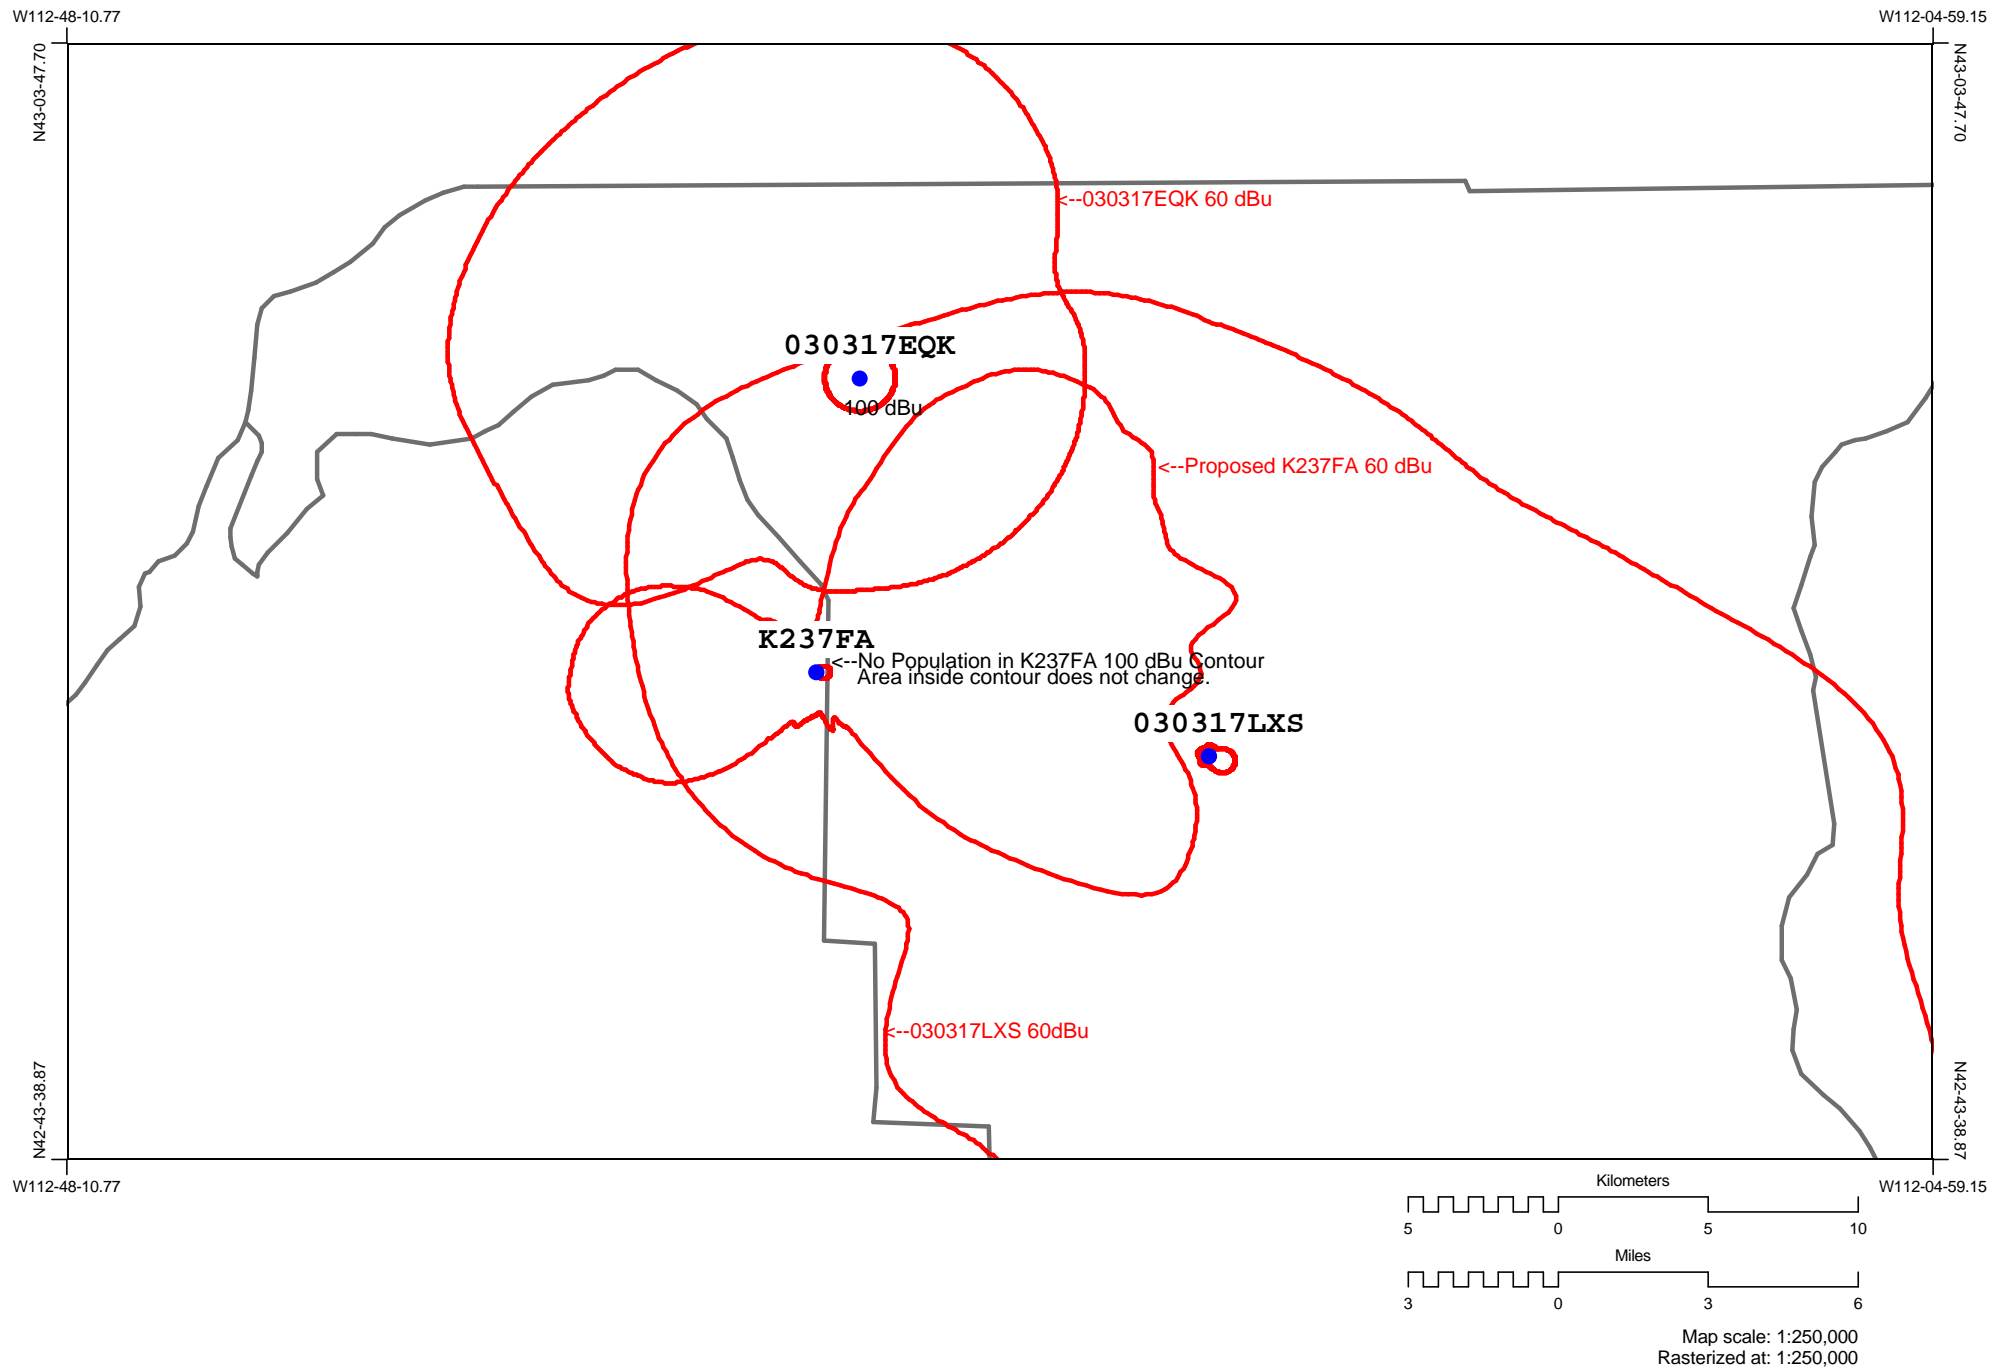 W112-48-10.77
W112-04-59.15
N43-03-47.70
N43-03-47.70
<--030317EQK 60 dBu
030317EQK
100 dBu
<--Proposed K237FA 60 dBu
K237FA
<--No Population in K237FA 100 dBu Contour
Area inside contour does not change.
030317LXS
<--030317LXS 60dBu
N42-43-38.87
N42-43-38.87
W112-48-10.77
W112-04-59.15
Kilometers
5 0 5 10
Miles
3 0 3 6
Map scale: 1:250,000
Rasterized at: 1:250,000